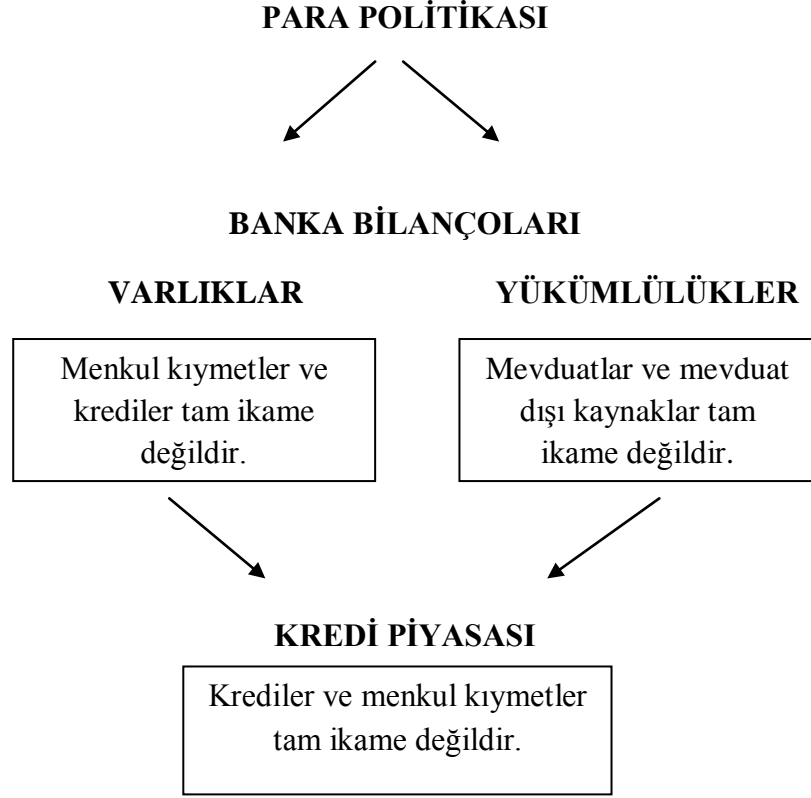 PARA POLİTİKASI
BANKA BİLANÇOLARI
VARLIKLAR
YÜKÜMLÜLÜKLER
Menkul kıymetler ve
krediler tam ikame
değildir.
Mevduatlar ve mevduat
dışı kaynaklar tam
ikame değildir.
KREDİ PİYASASI
Krediler ve menkul kıymetler
tam ikame değildir.